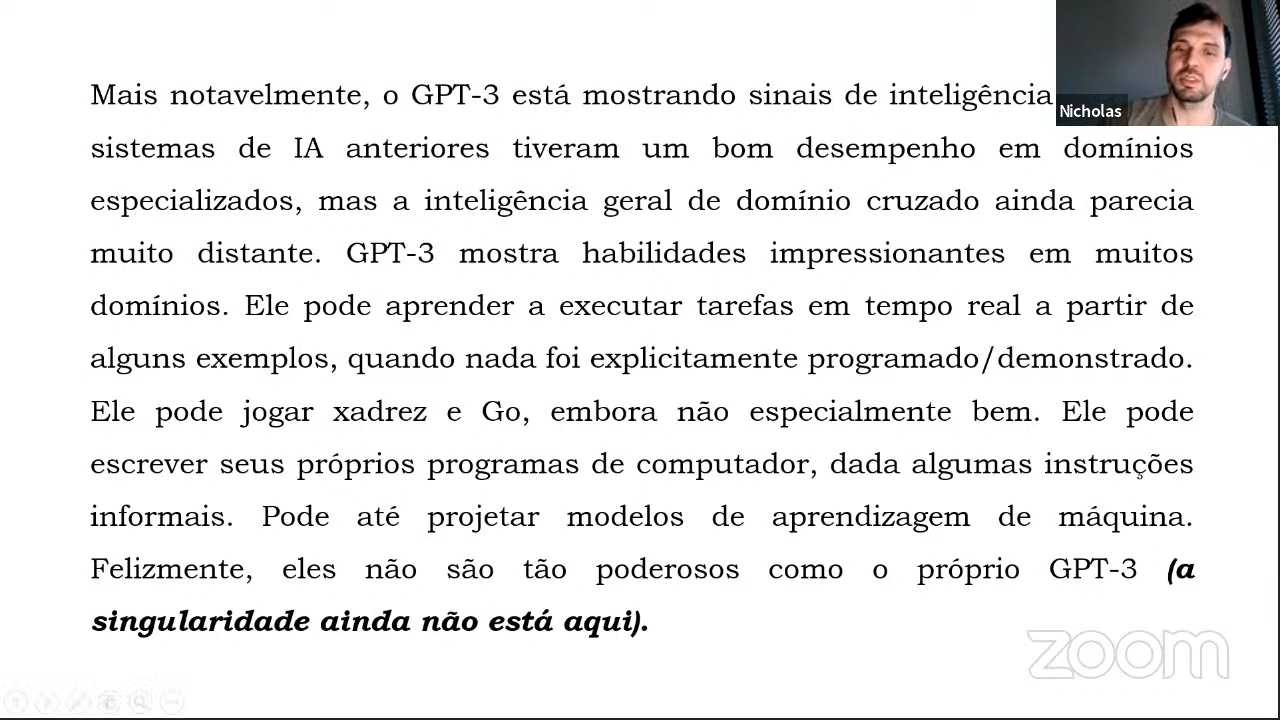 Mais notavelmente, o GPT-3 está mostrando sinais de inteligência
sistemas de IA anteriores tiveram um bom desempenho em domínios
especializados, mas a inteligência geral de domínio cruzado ainda parecia
muito distante. GPT-3 mostra habilidades impressionantes em muitos
domínios. Ele pode aprender a executar tarefas em tempo real a partir de
alguns exemplos, quando nada foi explicitamente programado/demonstrado.
Ele pode jogar xadrez e Go, embora não especialmente bem. Ele pode
escrever seus próprios programas de computador, dada algumas instruções
informais. Pode até projetar modelos de aprendizagem de máquina.
Felizmente, eles não são tão poderosos como o próprio GPT-3 (a
singularidade ainda não está aqui).
Nicholas
zoom